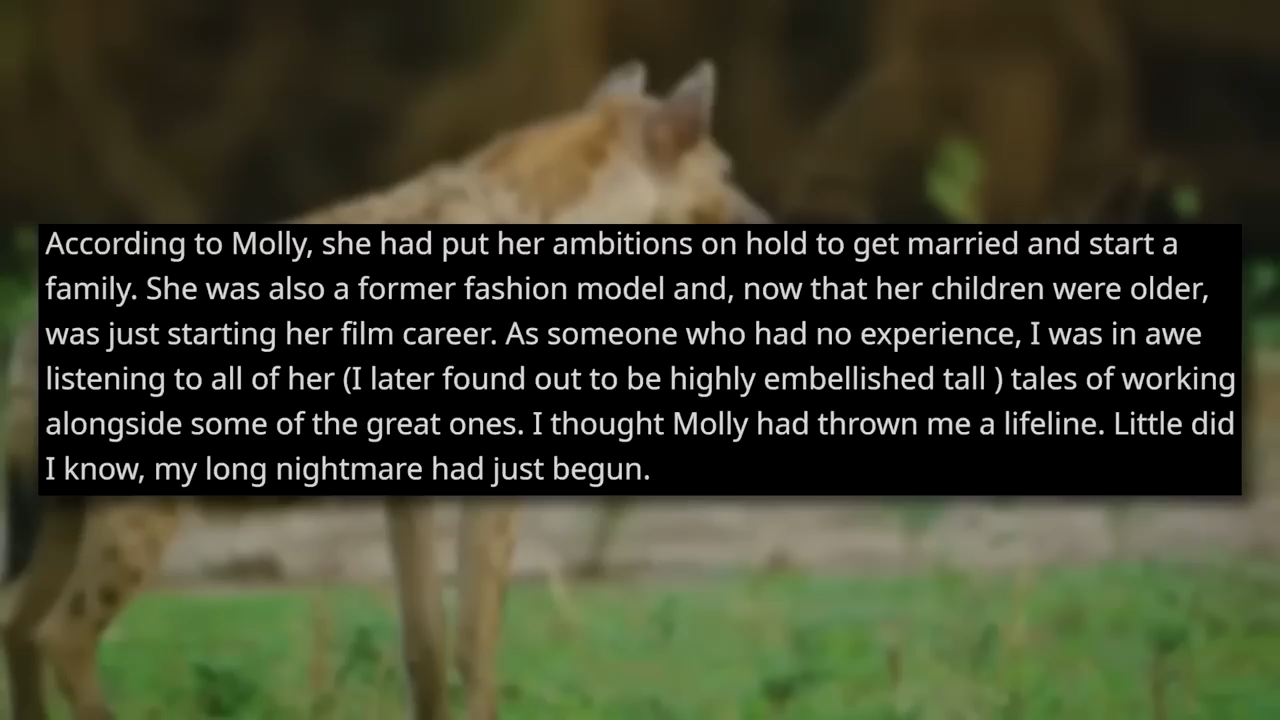 According to Molly, she had put her ambitions on hold to get married and start a
family. She was also a former fashion model and, now that her children were older,
was just starting her film career. As someone who had no experience, I was in awe
listening to all of her (I later found out to be highly embellished tall ) tales of working
alongside some of the great ones. I thought Molly had thrown me a lifeline. Little did
I know, my long nightmare had just begun.